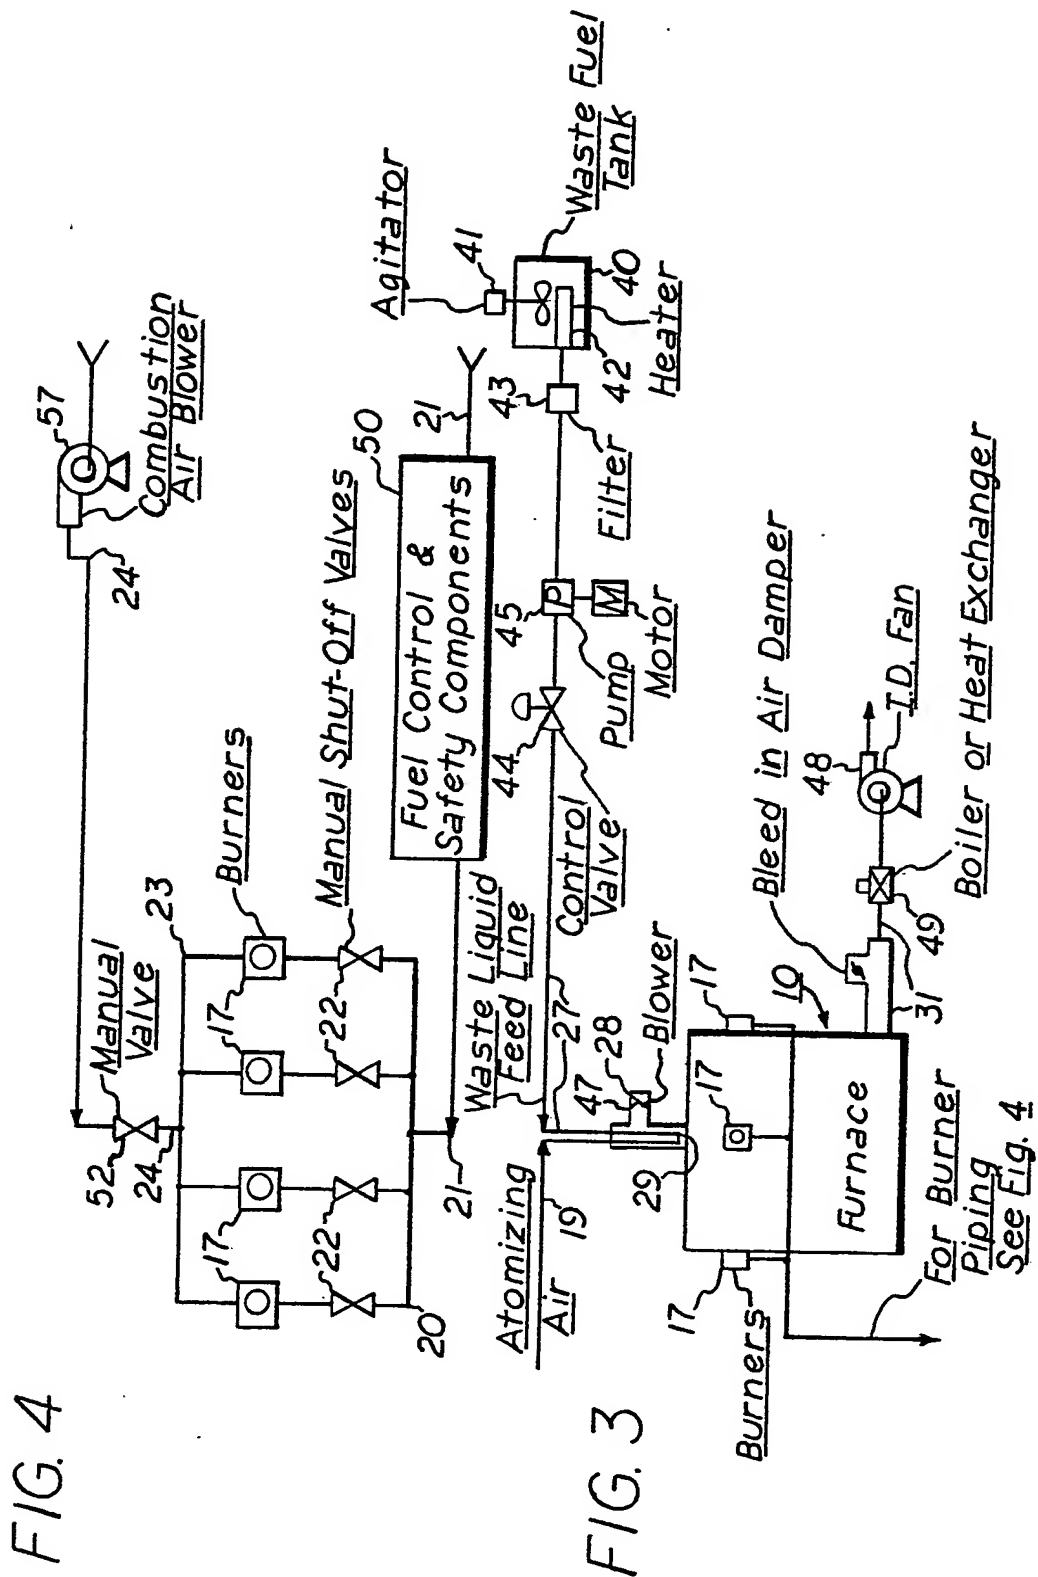 FIG. 4
57
Combustion
Air Blower
24
Manual
Valve
52
24
23
Burners
17
17
22
22
Manual Shut-Off Valves
20
21
50
Fuel Control &
Safety Components
21
FIG. 3
Agitator
41
Waste Fuel
Tank
40
Heater
42
43
Filter
45
Pump
Motor
P
M
44
Control
Valve
Waste Liquid
Feed Line
27
Atomizing
Air
19
47
28
Blower
29
17
17
17
Burners
10
Furnace
31
Bleed in Air Damper
49
Boiler or Heat Exchanger
48
I.D. Fan
For Burner
Piping
See Fig. 4